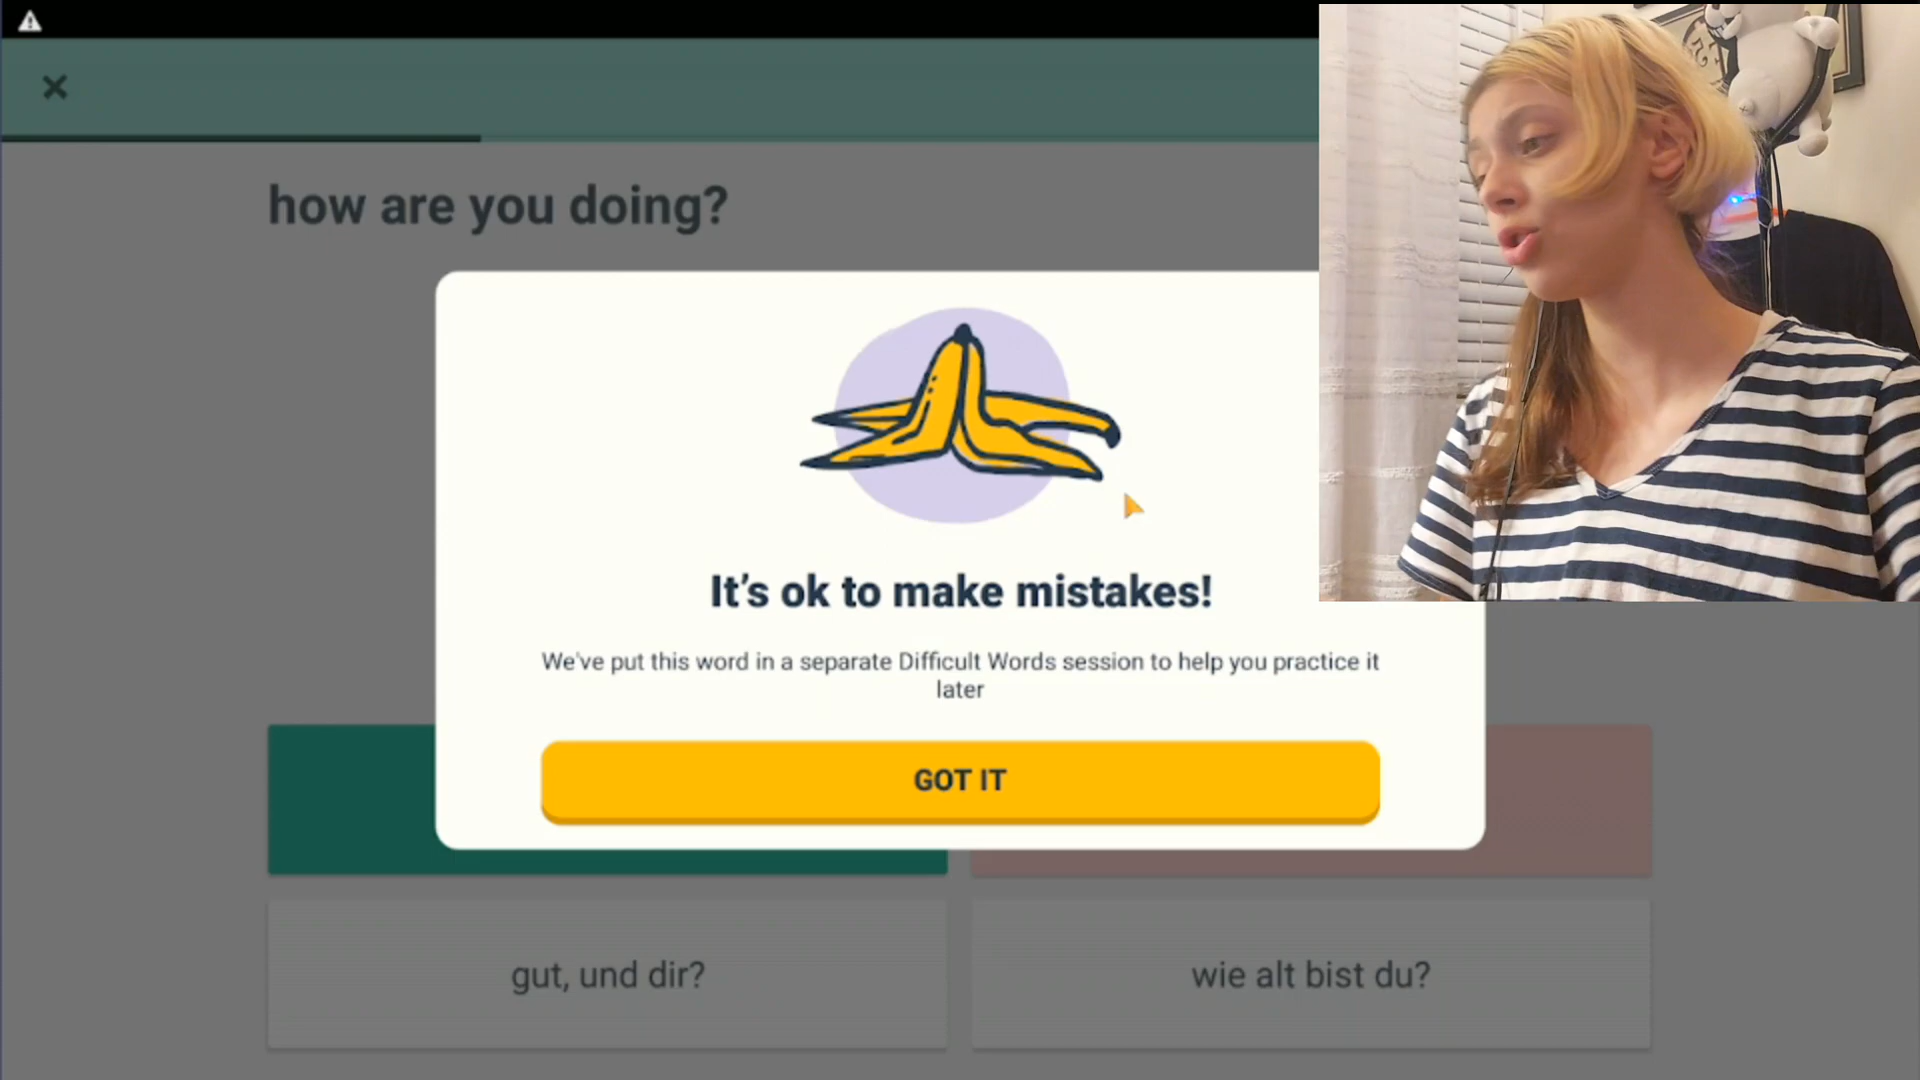 how are you doing?
It's ok to make mistakes!
We've put this word in a separate Difficult Words session to help you practice it
later
GOT IT
gut, und dir?
wie alt bist du?